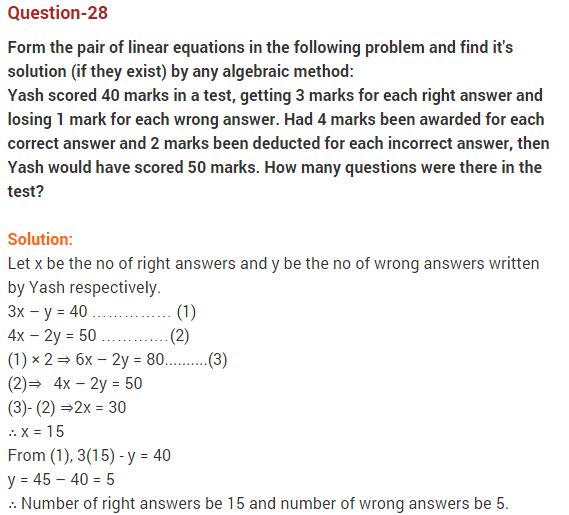 Question-28
Form the pair of linear equations in the following problem and find it's
solution (if they exist) by any algebraic method:
Yash scored 40 marks in a test, getting 3 marks for each right answer and
losing 1 mark for each wrong answer. Had 4 marks been awarded for each
correct answer and 2 marks been deducted for each incorrect answer, then
Yash would have scored 50 marks. How many questions were there in the
test?
Solution:
Let x be the no of right answers and y be the no of wrong answers written
by Yash respectively.
3x – y = 40 …………… (1)
4x – 2y = 50 ………….(2)
(1) × 2 ⇒ 6x – 2y = 80..........(3)
(2)⇒ 4x – 2y = 50
(3)- (2) ⇒2x = 30
∴ x = 15
From (1), 3(15) - y = 40
y = 45 – 40 = 5
∴ Number of right answers be 15 and number of wrong answers be 5.